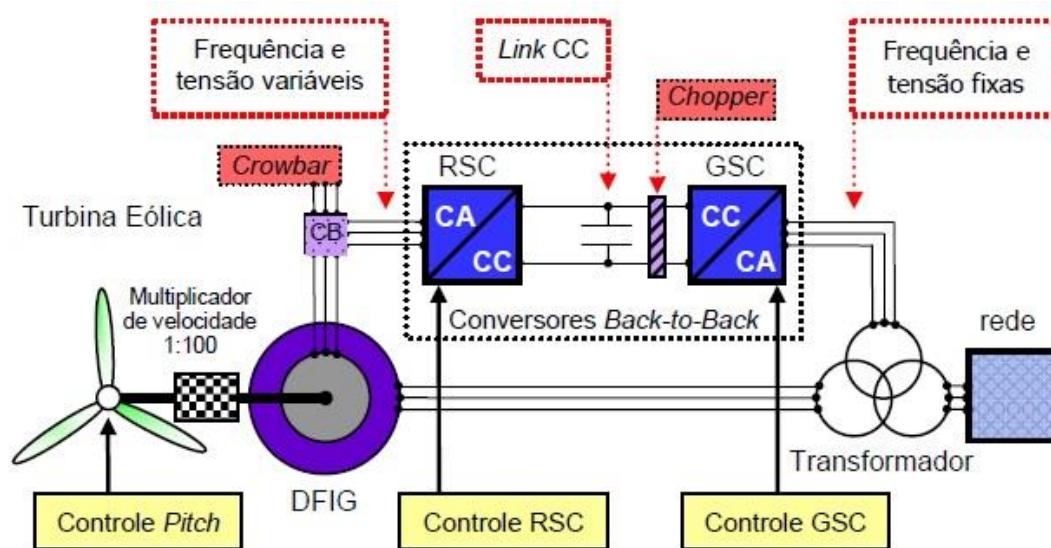 Frequência e
tensão variáveis
Link CC
Frequência e
tensão fixas
Chopper
Crowbar
RSC
GSC
Turbina Eólica
CB
CA
CC
CC
CA
Multiplicador
de velocidade
1:100
Conversores Back-to-Back
rede
Transformador
DFIG
Controle Pitch
Controle RSC
Controle GSC